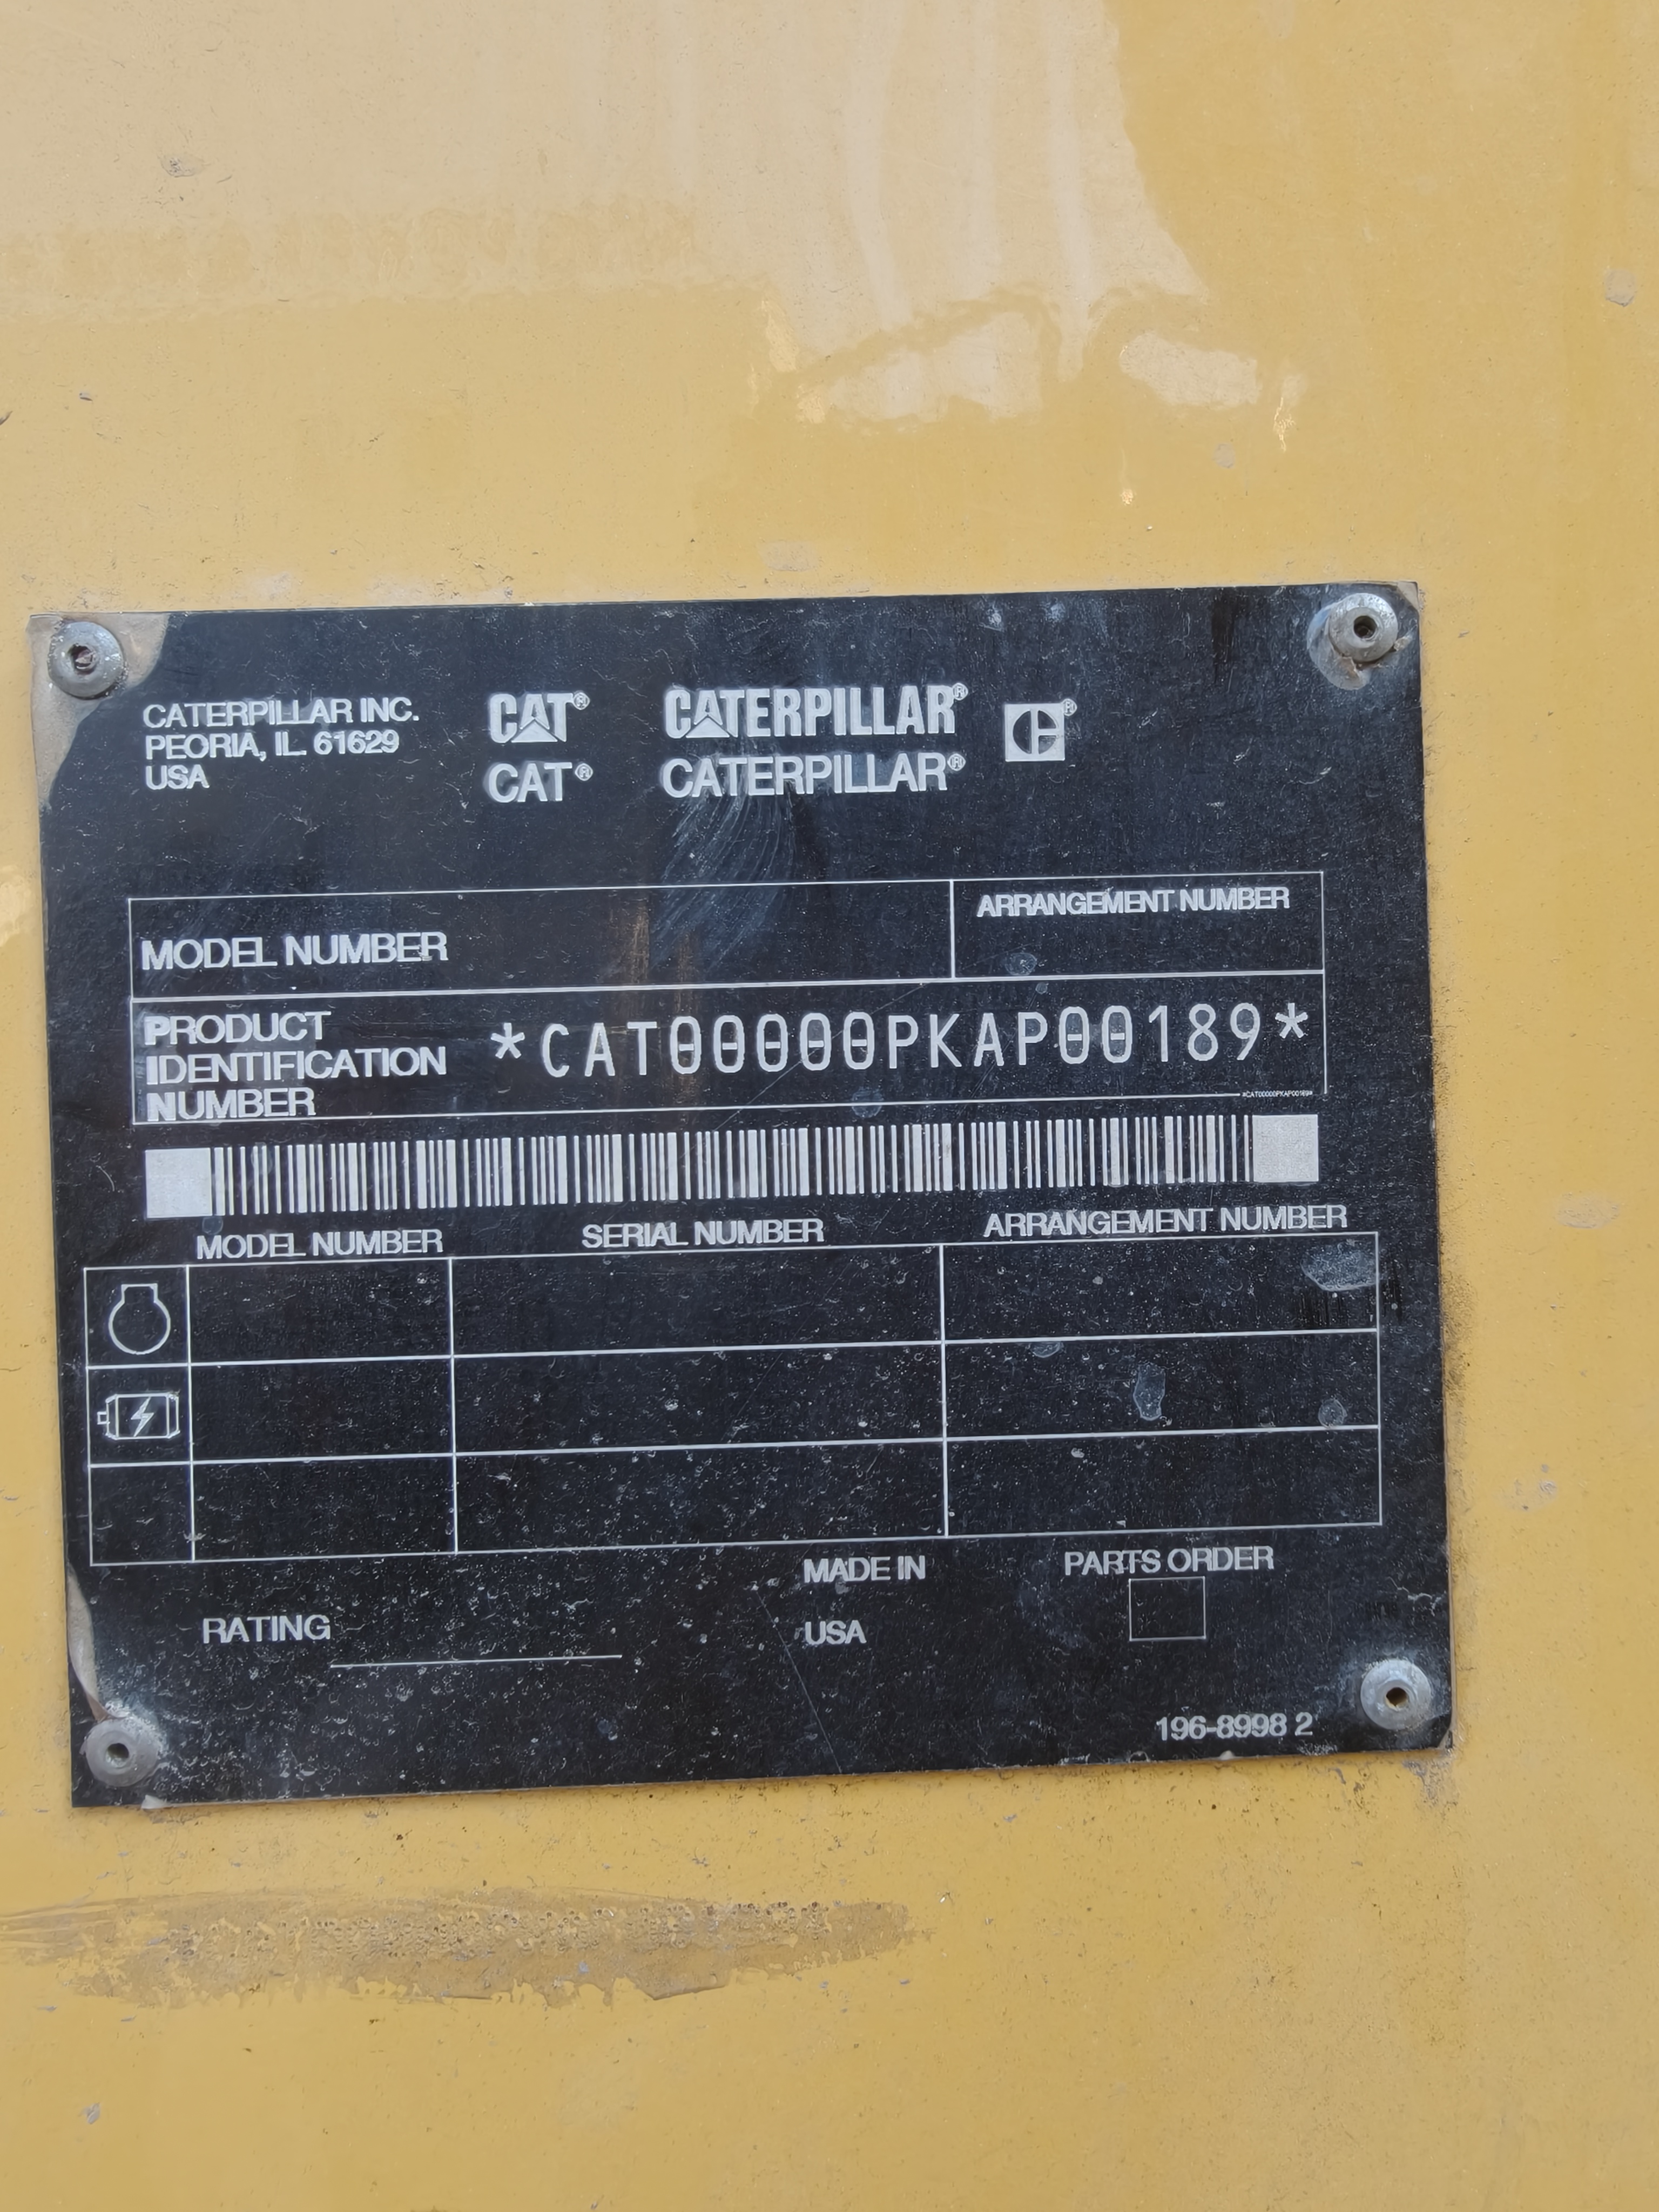 CATERPILLAR INC.
PEORIA, IL. 61629
USA
CAT®
CAT®
CATERPILLAR®
CATERPILLAR®
C®
MODEL NUMBER
ARRANGEMENT NUMBER
PRODUCT
IDENTIFICATION
NUMBER
*CAT00000PKAP00189*
*CAT00000PKAP00189*
MODEL NUMBER
SERIAL NUMBER
ARRANGEMENT NUMBER
RATING
MADE IN
USA
PARTS ORDER
196-8998 2